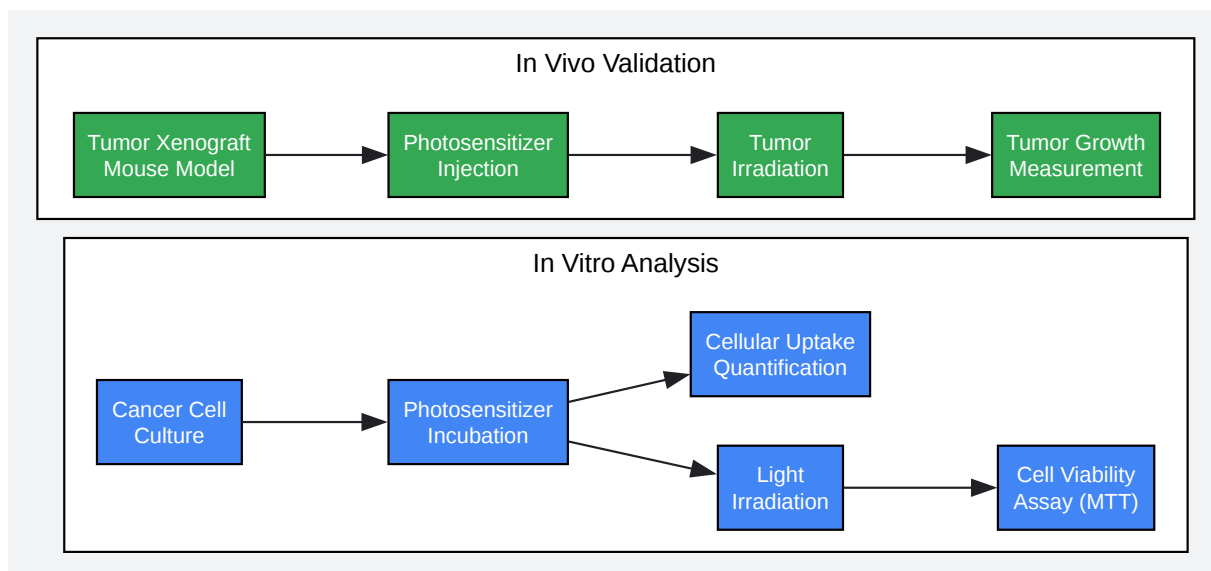 In Vivo Validation
Tumor Xenograft
Mouse Model
Photosensitizer
Injection
Tumor
Irradiation
Tumor Growth
Measurement
In Vitro Analysis
Cancer Cell
Culture
Photosensitizer
Incubation
Cellular Uptake
Quantification
Light
Irradiation
Cell Viability
Assay (MTT)